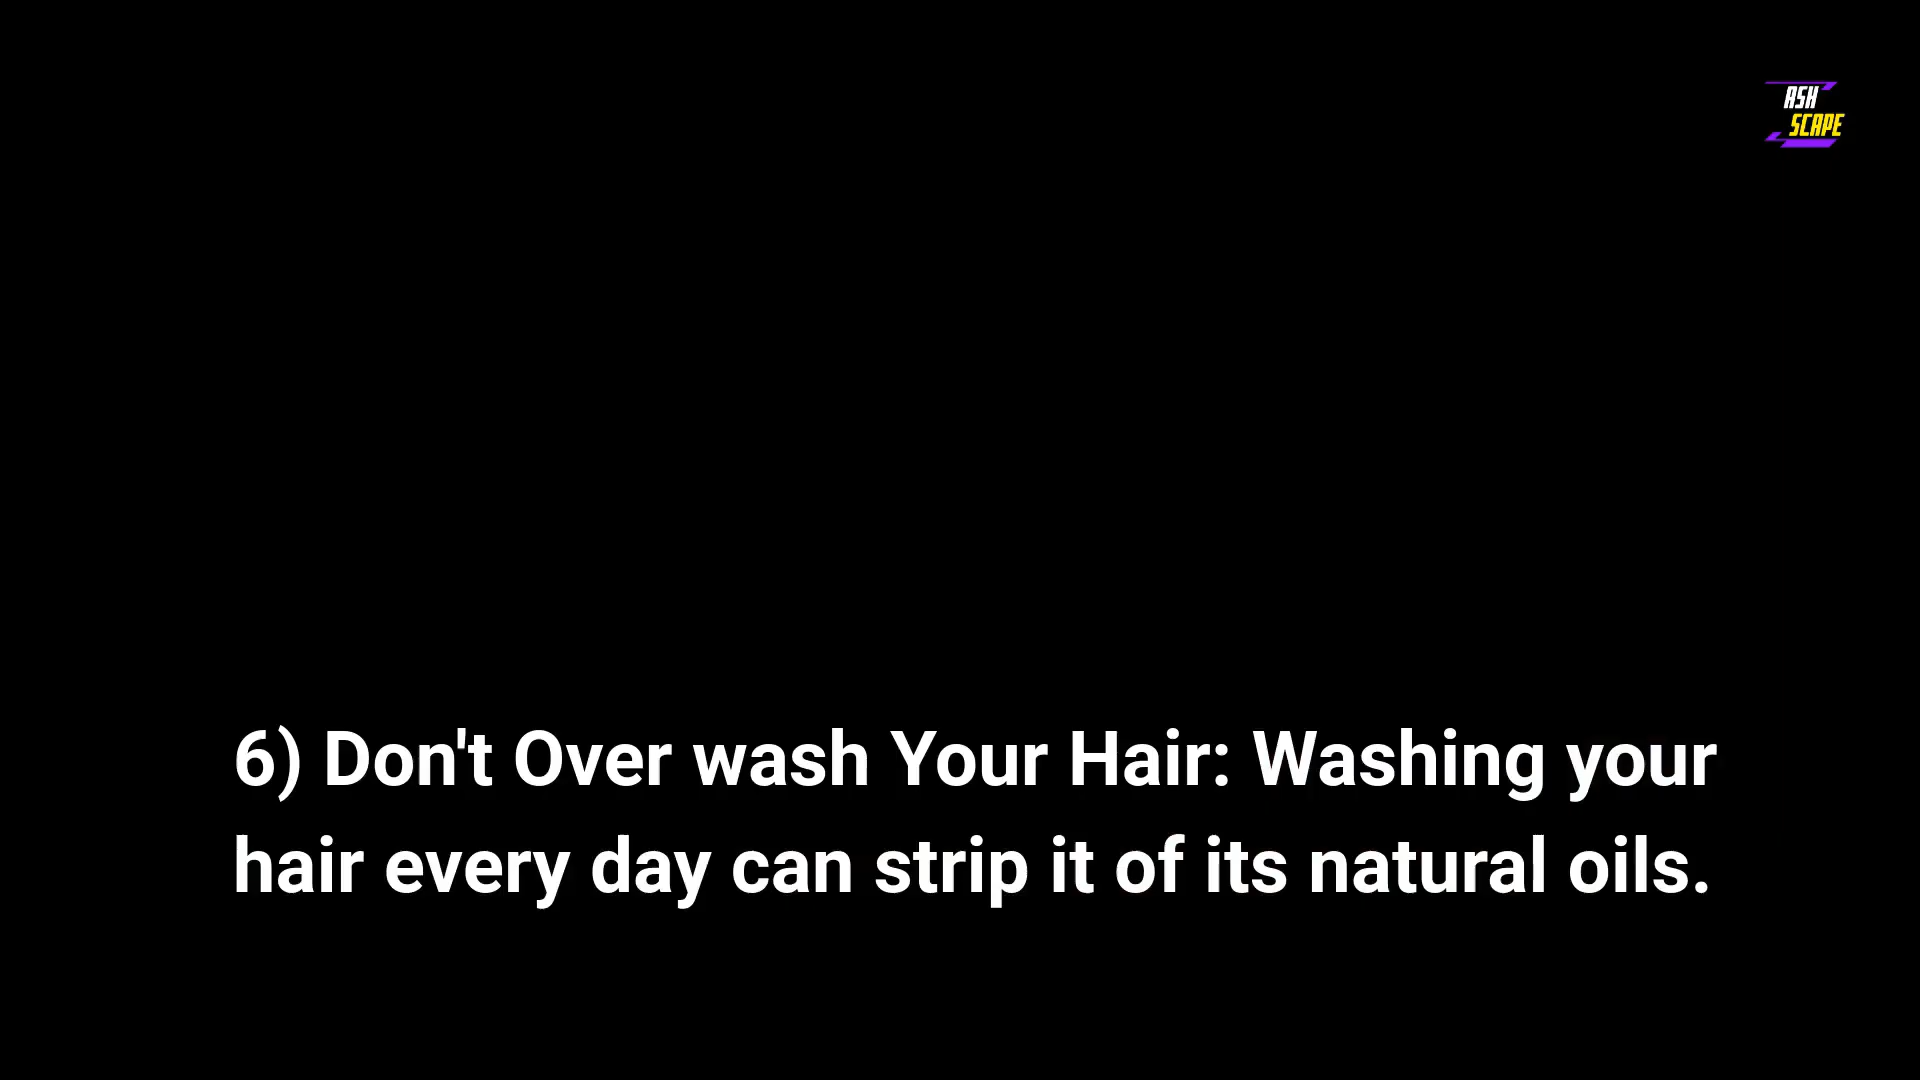 ASH
SCAPE
6) Don't Over wash Your Hair: Washing your
hair every day can strip it of its natural oils.